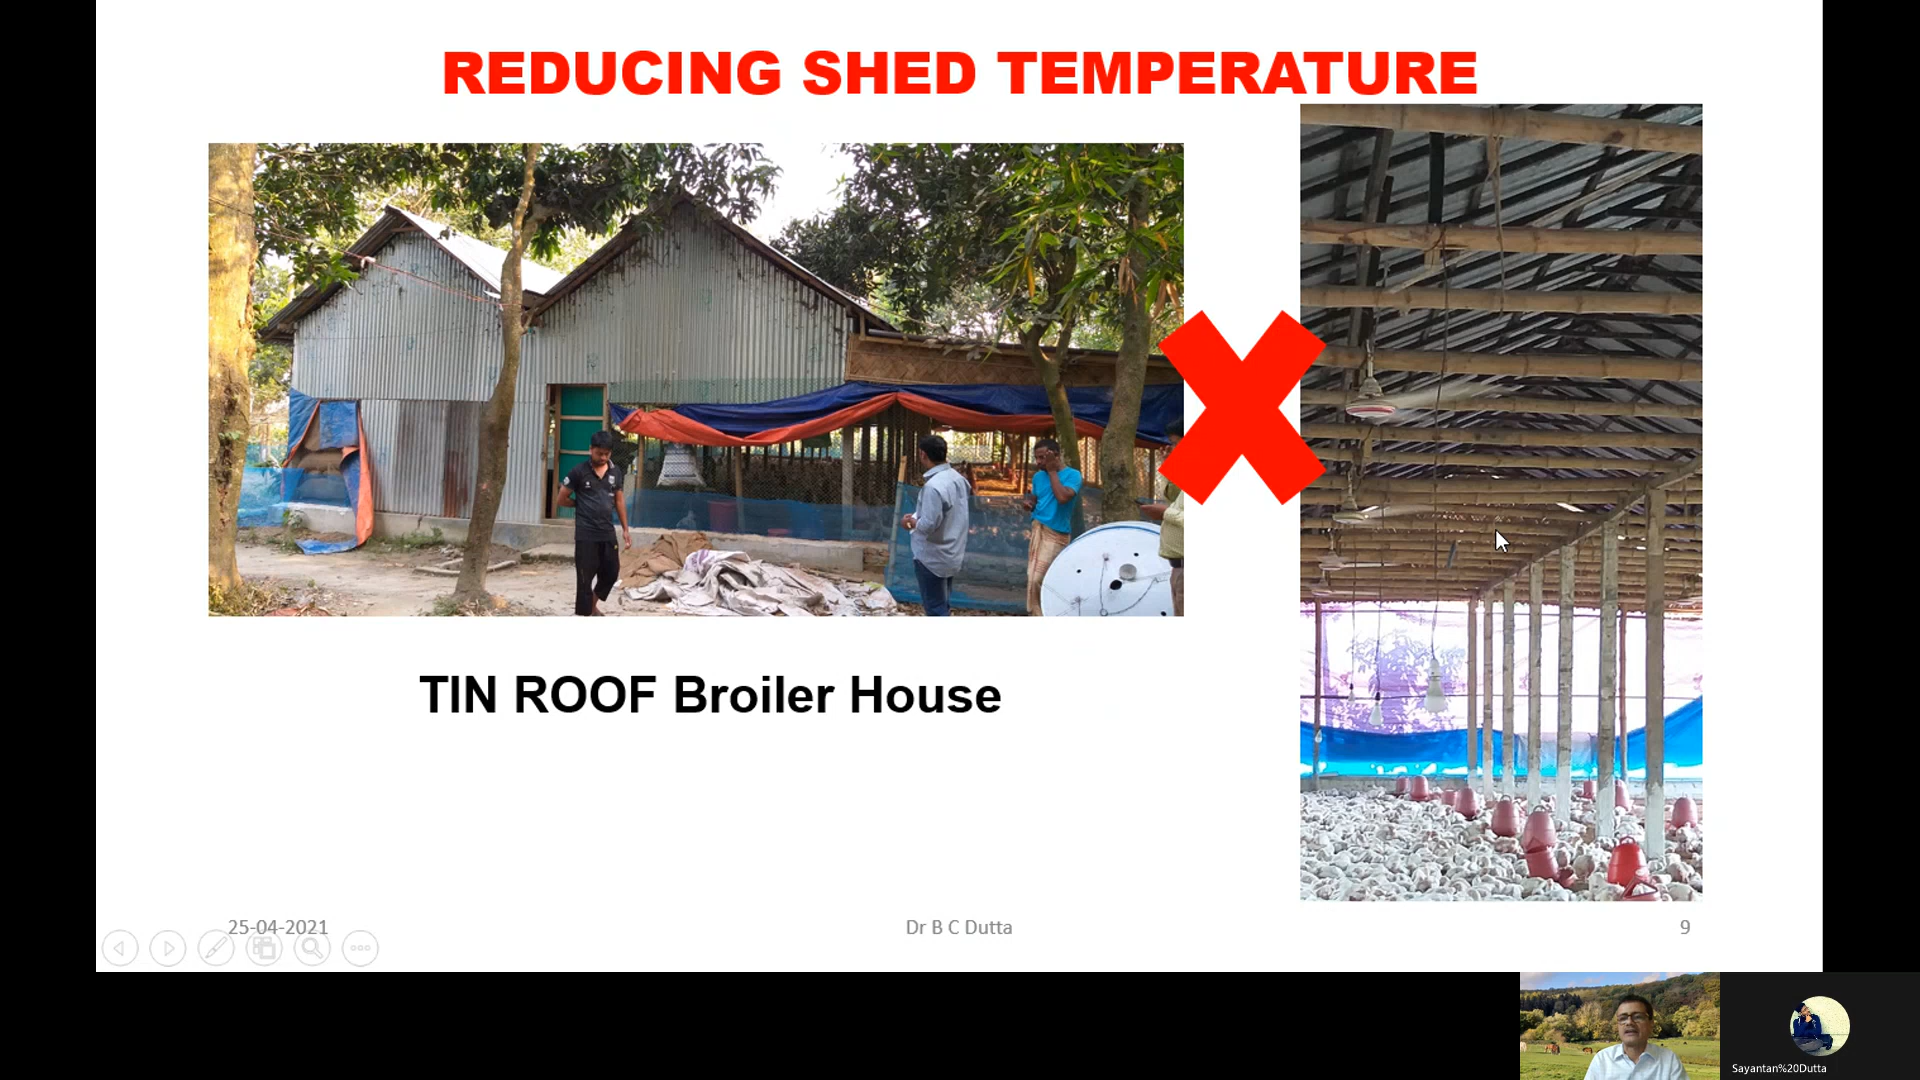 REDUCING SHED TEMPERATURE
TIN ROOF Broiler House
25-04-2021
Dr B C Dutta
9
Sayantan%20Dutta